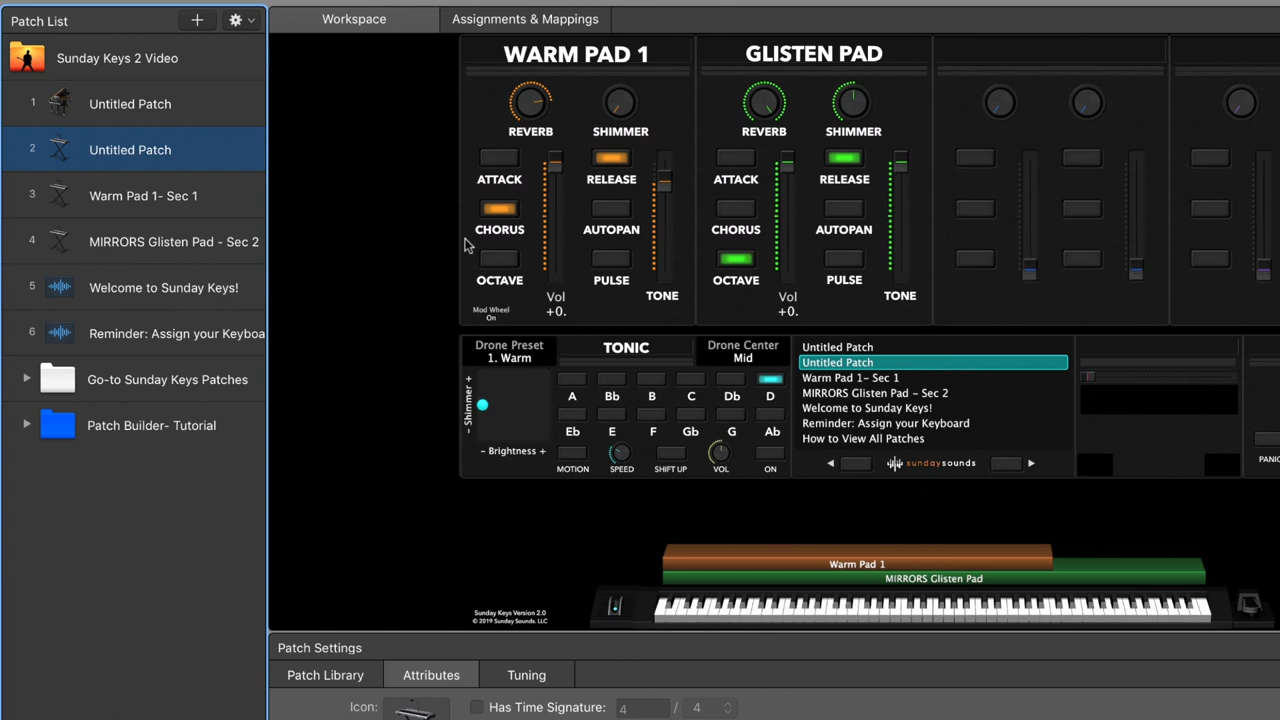 Patch List
Workspace
Assignments & Mappings
Sunday Keys 2 Video
1 Untitled Patch
2 Untitled Patch
3 Warm Pad 1- Sec 1
4 MIRRORS Glisten Pad - Sec 2
5 Welcome to Sunday Keys!
6 Reminder: Assign your Keyboa
Go-to Sunday Keys Patches
Patch Builder- Tutorial
WARM PAD 1
GLISTEN PAD
REVERB SHIMMER
REVERB SHIMMER
ATTACK RELEASE
ATTACK RELEASE
CHORUS AUTOPAN
CHORUS AUTOPAN
OCTAVE PULSE
OCTAVE PULSE
Vol TONE
+0.
Vol TONE
+0.
Mod Wheel
On
Drone Preset
1. Warm
TONIC
Drone Center
Mid
- Shimmer +
- Brightness +
A Bb B C Db D
Eb E F Gb G Ab
MOTION SPEED SHIFT UP VOL ON
Untitled Patch
Untitled Patch
Warm Pad 1- Sec 1
MIRRORS Glisten Pad - Sec 2
Welcome to Sunday Keys!
Reminder: Assign your Keyboard
How to View All Patches
sundaysounds
PANIC
Warm Pad 1
MIRRORS Glisten Pad
Sunday Keys Version 2.0
© 2019 Sunday Sounds. LLC
Patch Settings
Patch Library
Attributes
Tuning
Icon:
Has Time Signature: 4 / 4